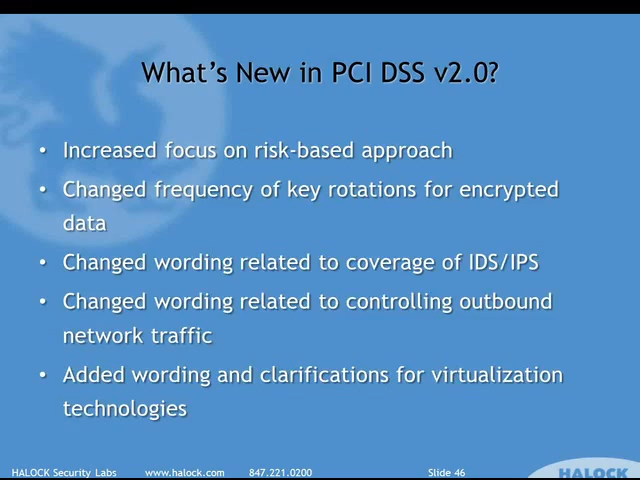 What's New in PCI DSS v2.0?
• Increased focus on risk-based approach
• Changed frequency of key rotations for encrypted
data
• Changed wording related to coverage of IDS/IPS
• Changed wording related to controlling outbound
network traffic
• Added wording and clarifications for virtualization
technologies
HALOCK Security Labs www.halock.com 847.221.0200 Slide 46
HALOCK